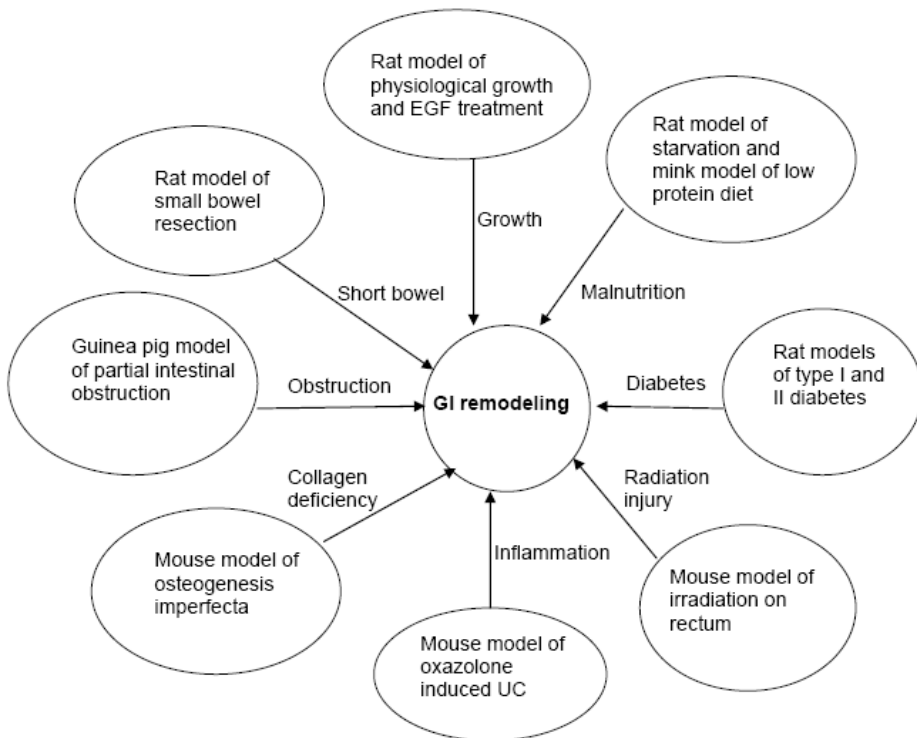 Rat model of
physiological growth
and EGF treatment
Rat model of
starvation and
mink model of low
protein diet
Rat model of
small bowel
resection
Growth
Short bowel
Malnutrition
Guinea pig model
of partial intestinal
obstruction
Obstruction
GI remodeling
Diabetes
Rat models
of type I and
II diabetes
Collagen
deficiency
Radiation
injury
Mouse model of
osteogenesis
imperfecta
Inflammation
Mouse model of
irradiation on
rectum
Mouse model of
oxazolone
induced UC